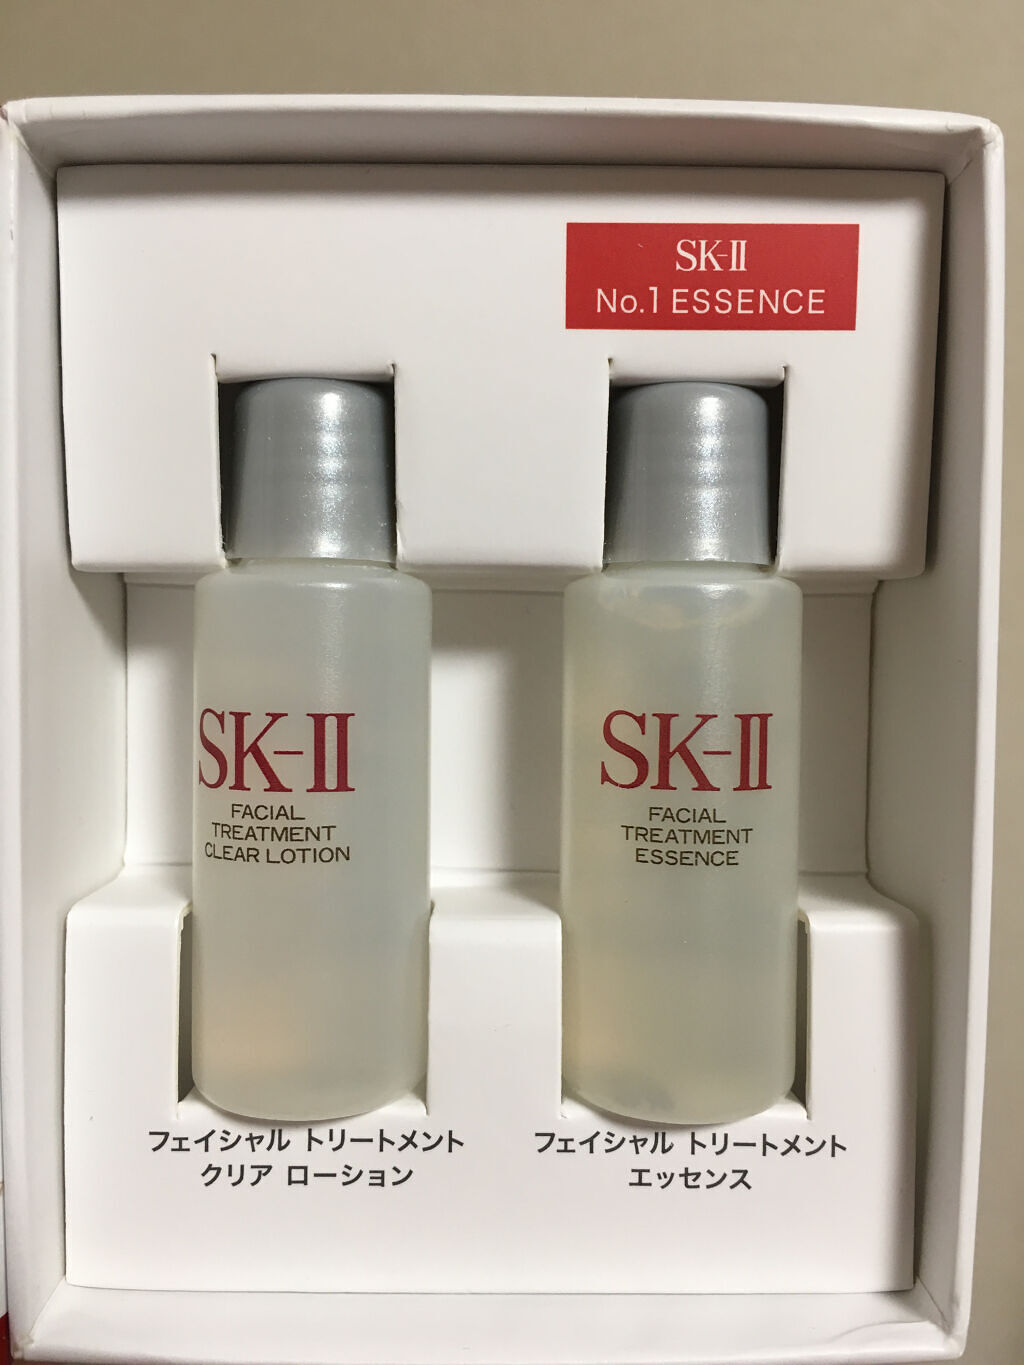 SK-II
No.1 ESSENCE
SK-II
FACIAL
TREATMENT
CLEAR LOTION
SK-II
FACIAL
TREATMENT
ESSENCE
フェイシャル トリートメント
クリア ローション
フェイシャル トリートメント
エッセンス